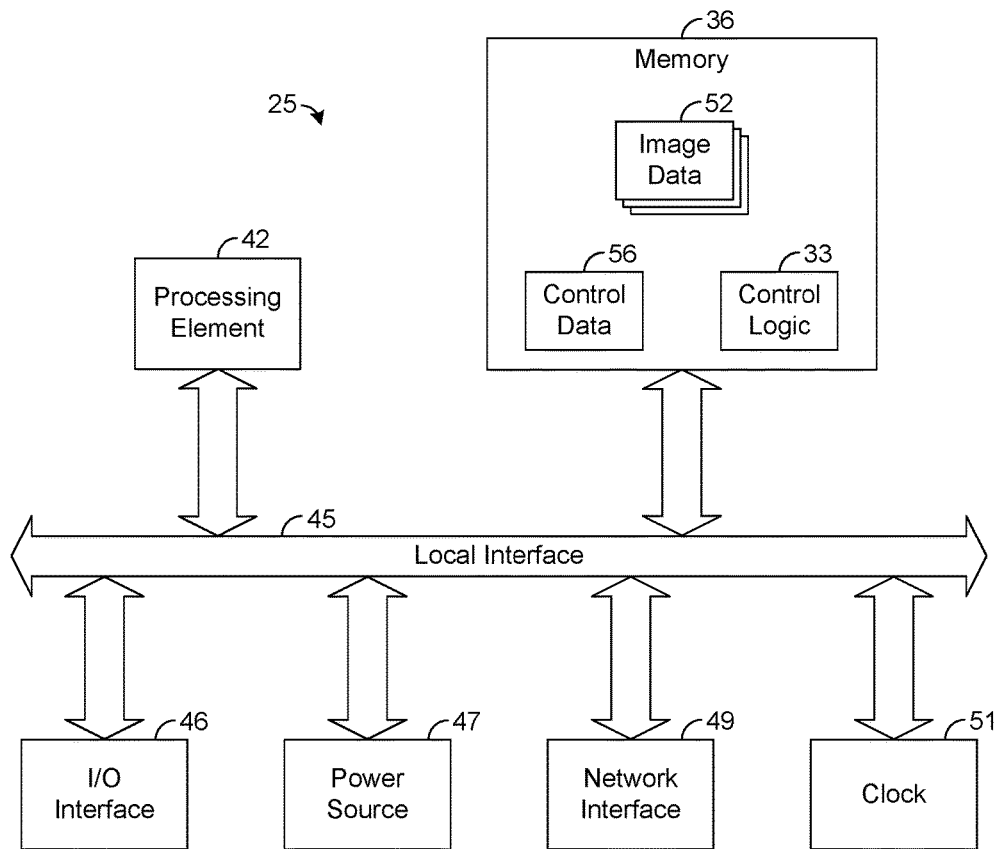 36
Memory
25
52
Image
Data
42
Processing
Element
56
Control
Data
33
Control
Logic
45
Local Interface
46
I/O
Interface
47
Power
Source
49
Network
Interface
51
Clock